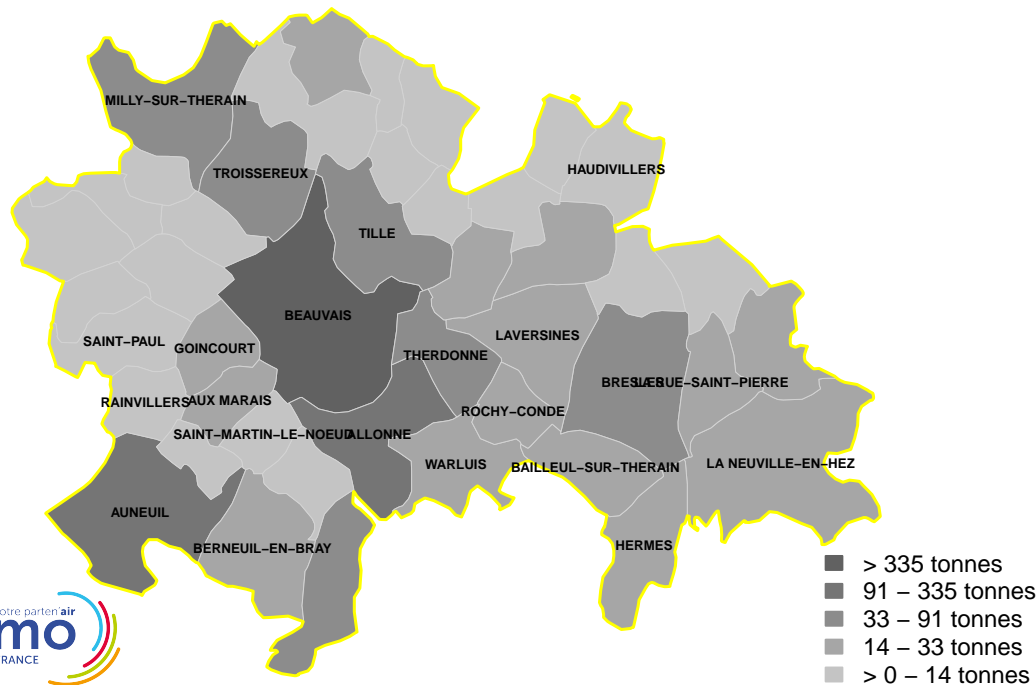 MILLY−SUR−THERAIN
HAUDIVILLERS
TROISSEREUX
TILLE
BEAUVAIS
LAVERSINES
SAINT−PAUL
GOINCOURT
THERDONNE
BRESLES
LA RUE−SAINT−PIERRE
RAINVILLERS
AUX MARAIS
ROCHY−CONDE
SAINT−MARTIN−LE−NOEUD
ALLONNE
WARLUIS
BAILLEUL−SUR−THERAIN
LA NEUVILLE−EN−HEZ
AUNEUIL
BERNEUIL−EN−BRAY
HERMES
> 335 tonnes
91 − 335 tonnes
33 − 91 tonnes
14 − 33 tonnes
> 0 − 14 tonnes
otre parten'air
mo
FRANCE